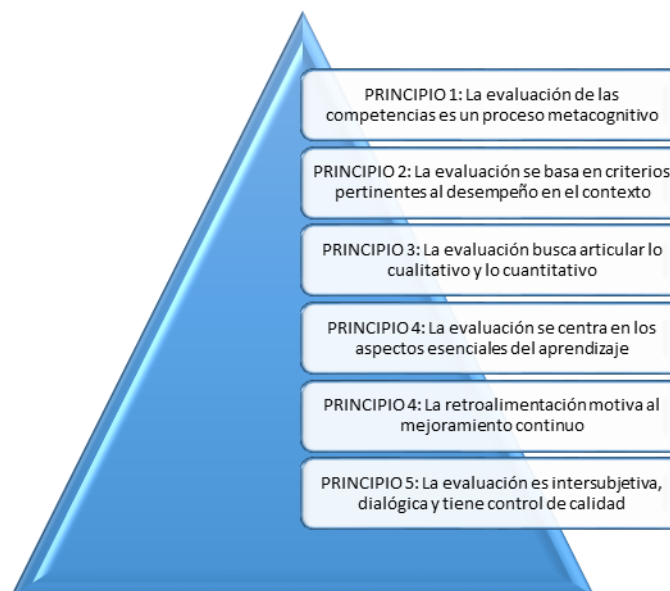 PRINCIPIO 1: La evaluación de las
competencias es un proceso metacognitivo
PRINCIPIO 2: La evaluación se basa en criterios
pertinentes al desempeño en el contexto
PRINCIPIO 3: La evaluación busca articular lo
cualitativo y lo cuantitativo
PRINCIPIO 4: La evaluación se centra en los
aspectos esenciales del aprendizaje
PRINCIPIO 4: La retroalimentación motiva al
mejoramiento continuo
PRINCIPIO 5: La evaluación es intersubjetiva,
dialógica y tiene control de calidad